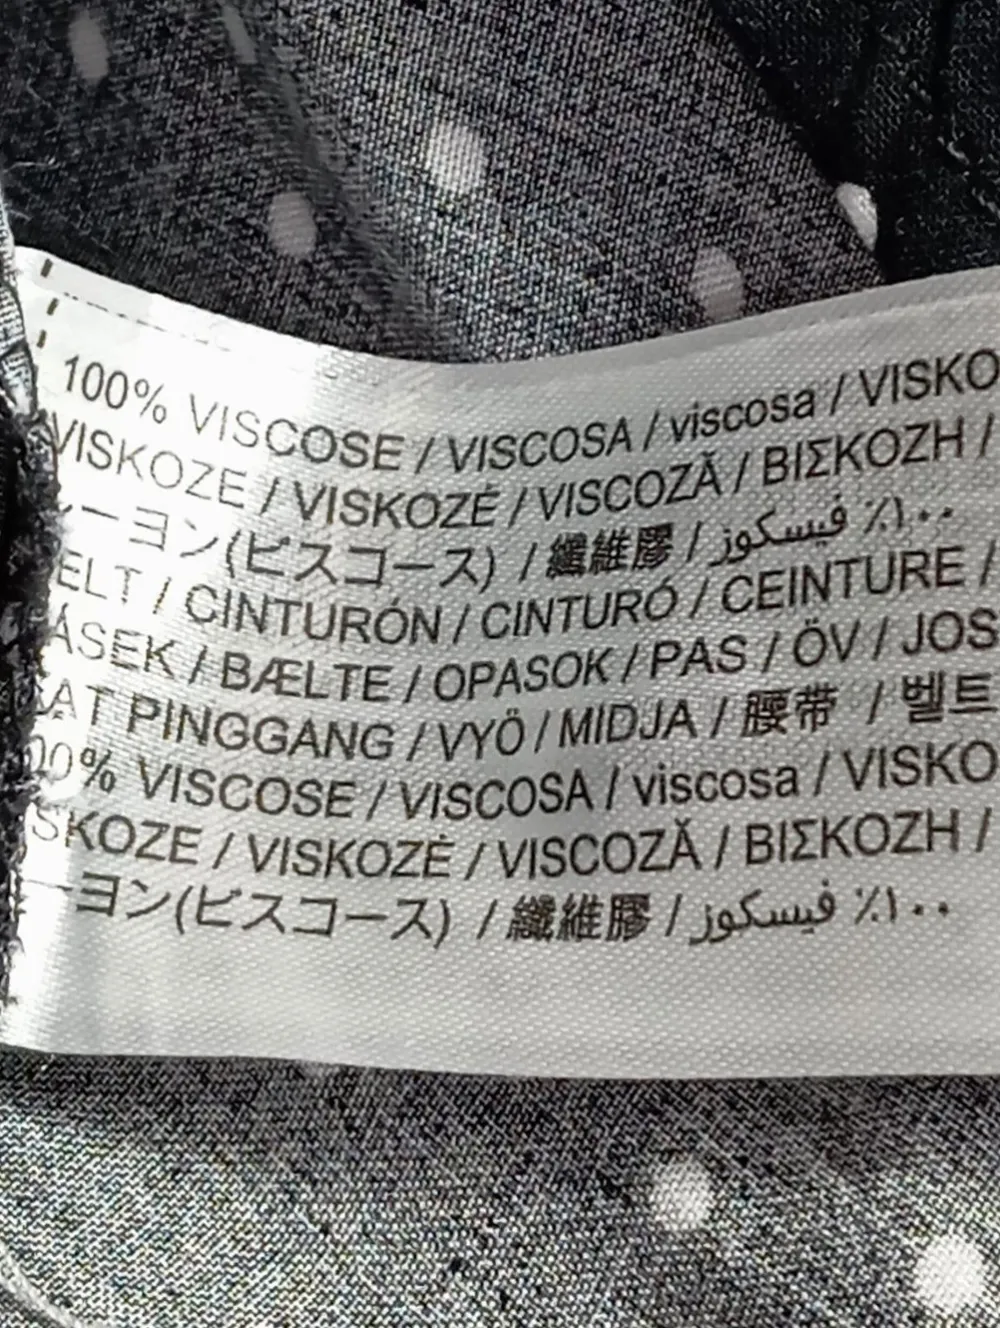 100% VISCOSE / VISCOSA / viscosa / VISKO
VISKOZE / VISKOZĖ / VISCOZĂ / ΒΙΣΚΟΖΗ /
ーヨン(ビスコース) / 纖維膠 / فيسكوز ٪١٠٠
ELT / CINTURÓN / CINTURÓ / CEINTURE /
ÁSEK / BÆLTE / OPASOK / PAS / ÖV / JOS
AT PINGGANG / VYÖ / MIDJA / 腰带 / 벨트
00% VISCOSE / VISCOSA / viscosa / VISKO
SKOZE / VISKOZĖ / VISCOZĂ / ΒΙΣΚΟΖΗ /
ーヨン(ビスコース) / 纖維膠 / فيسكوز ٪١٠٠